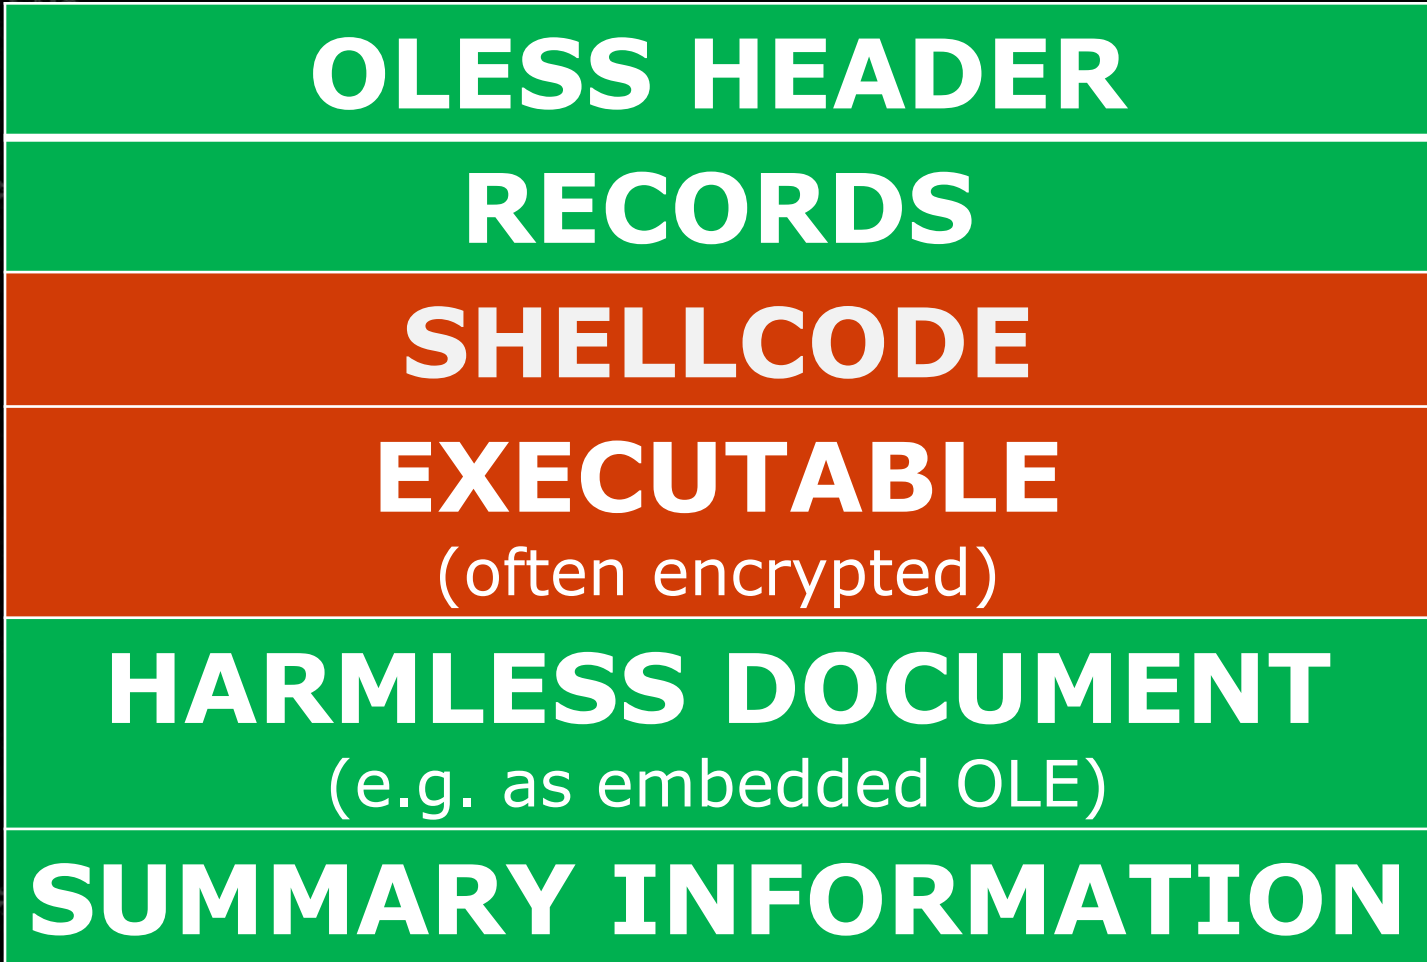 OLESS HEADER
RECORDS
SHELLCODE
EXECUTABLE
(often encrypted)
HARMLESS DOCUMENT
(e.g. as embedded OLE)
SUMMARY INFORMATION